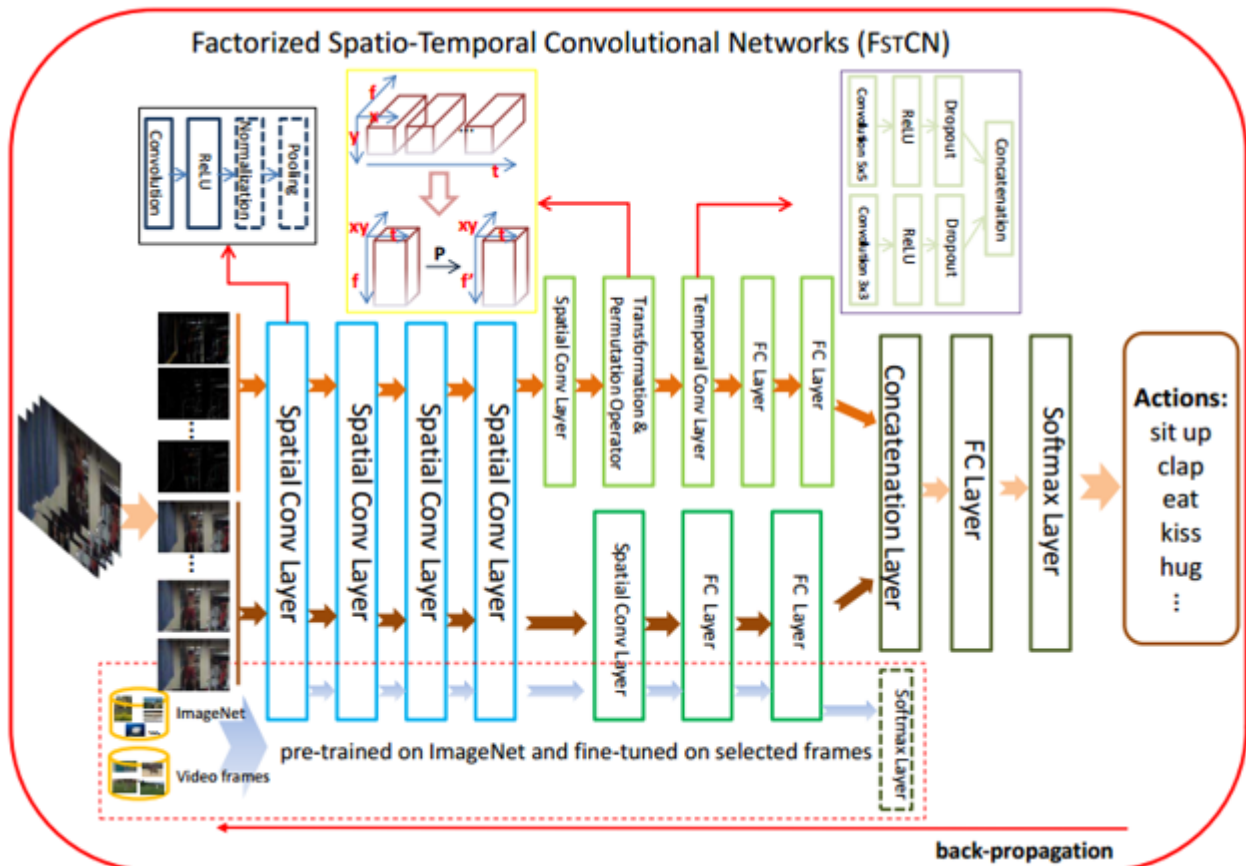 Factorized Spatio-Temporal Convolutional Networks (FSTCN)
Convolution
ReLU
Normalization
Pooling
f
x
y
...
t
xy
t
f
P
xy
t
f'
Convolution 5x5
ReLU
Dropout
Convolution 3x3
ReLU
Dropout
Concatenation
...
...
Spatial Conv Layer
Spatial Conv Layer
Spatial Conv Layer
Spatial Conv Layer
Spatial Conv Layer
Transformation &
Permutation Operator
Temporal Conv Layer
FC Layer
FC Layer
Spatial Conv Layer
FC Layer
FC Layer
Concatenation Layer
FC Layer
Softmax Layer
Actions:
sit up
clap
eat
kiss
hug
...
ImageNet
Video frames
pre-trained on ImageNet and fine-tuned on selected frames
Softmax Layer
back-propagation